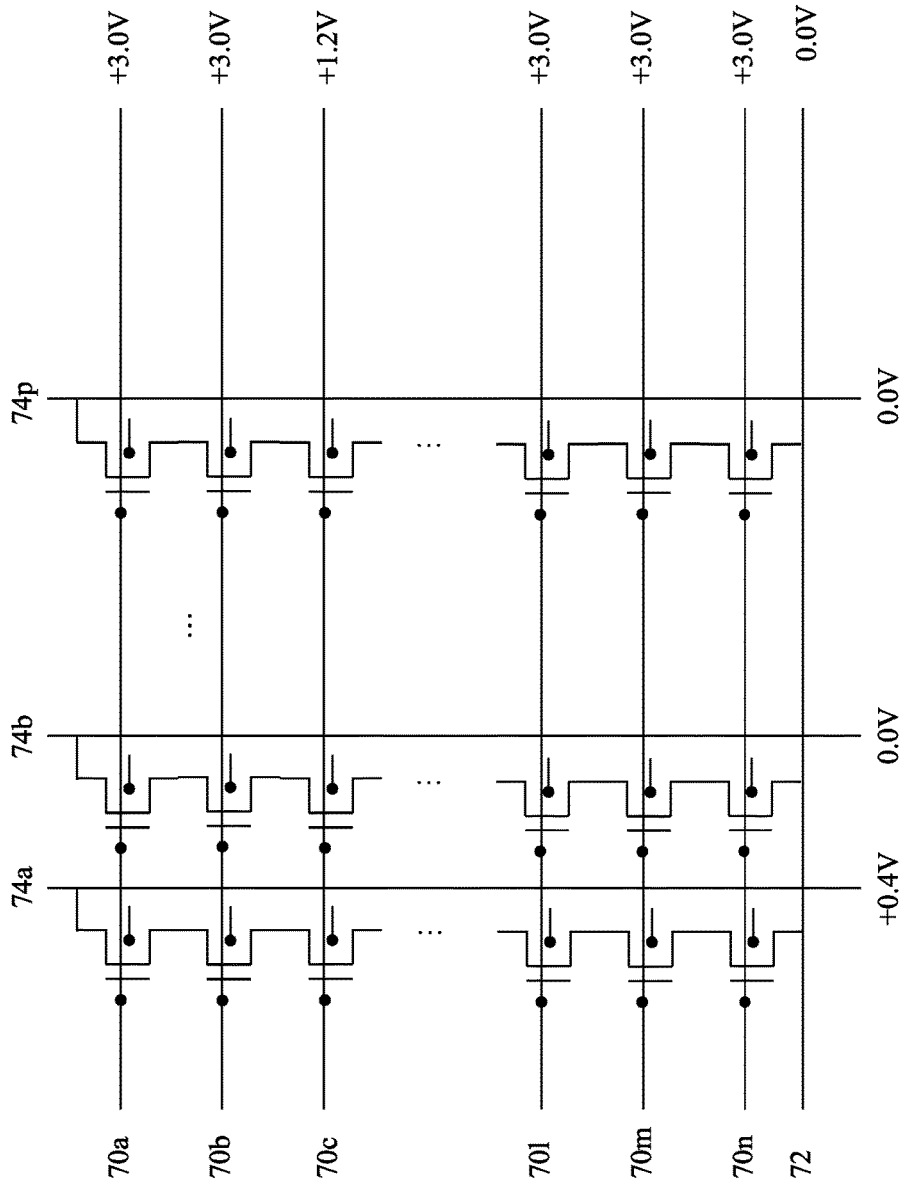 74a 74b 74p
70a +3.0V
... 
70b +3.0V
70c +1.2V
... ... ...
70l +3.0V
70m +3.0V
70n +3.0V
72 0.0V
+0.4V 0.0V 0.0V